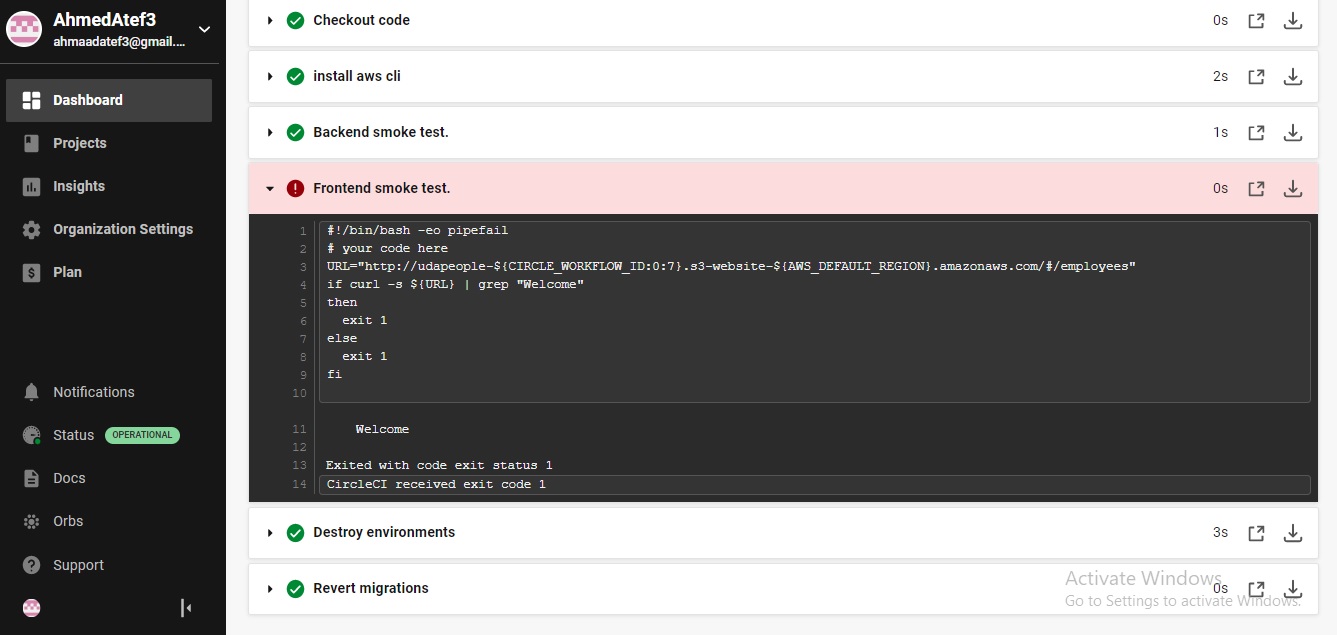 AhmedAtef3
ahmaadatef3@gmail....
Dashboard
Projects
Insights
Organization Settings
$ Plan
Notifications
Status OPERATIONAL
Docs
Orbs
? Support
Checkout code 0s
install aws cli 2s
Backend smoke test. 1s
! Frontend smoke test. 0s
1 #!/bin/bash -eo pipefail
2 # your code here
3 URL="http://udapeople-${CIRCLE_WORKFLOW_ID:0:7}.s3-website-${AWS_DEFAULT_REGION}.amazonaws.com/#/employees"
4 if curl -s ${URL} | grep "Welcome"
5 then
6 exit 1
7 else
8 exit 1
9 fi
10
11 Welcome
12
13 Exited with code exit status 1
14 CircleCI received exit code 1
Destroy environments 3s
Revert migrations 0s
Activate Windows
Go to Settings to activate Windows.